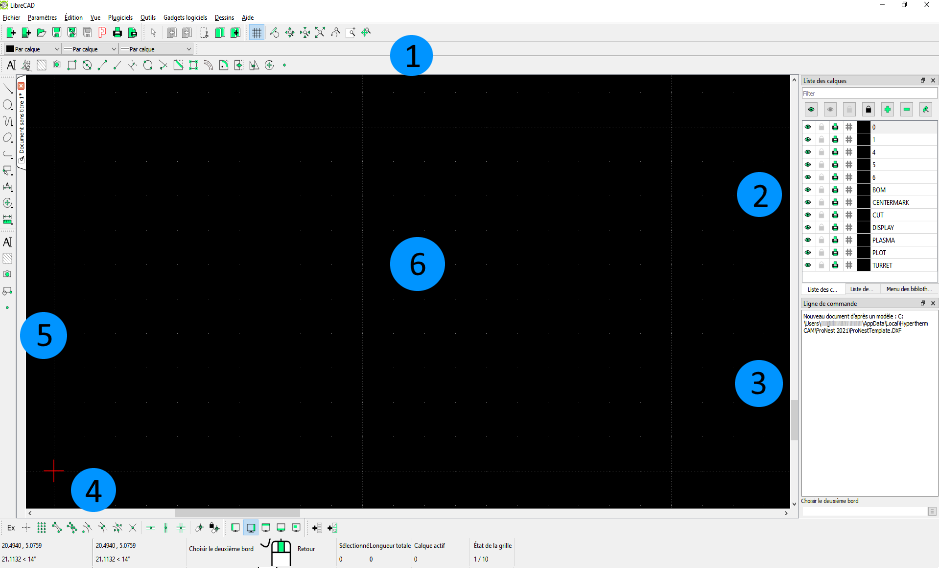 LibreCAD
Fichier Paramètres Édition Vue Plugiciels Outils Gadgets logiciels Dessins Aide
Par calque Par calque Par calque
1
Liste des calques
Filter
Document sans titre 1*
0
1
4
5
6
BOM
CENTERMARK
CUT
DISPLAY
PLASMA
PLOT
TURRET
2
6
Liste des c... Liste de... Menu des biblioth...
Ligne de commande
Nouveau document d'après un modèle : C:
\Users\ \AppData\Local\Hypertherm
CAM\ProNest 2021\ProNestTemplate.DXF
5
3
4
Choisir le deuxième bord
Ex
20.4940 , 5.0759 20.4940 , 5.0759 Choisir le deuxième bord Retour Sélectionné Longueur totale Calque actif État de la grille
21.1132 < 14° 21.1132 < 14° 0 0 0 1 / 10